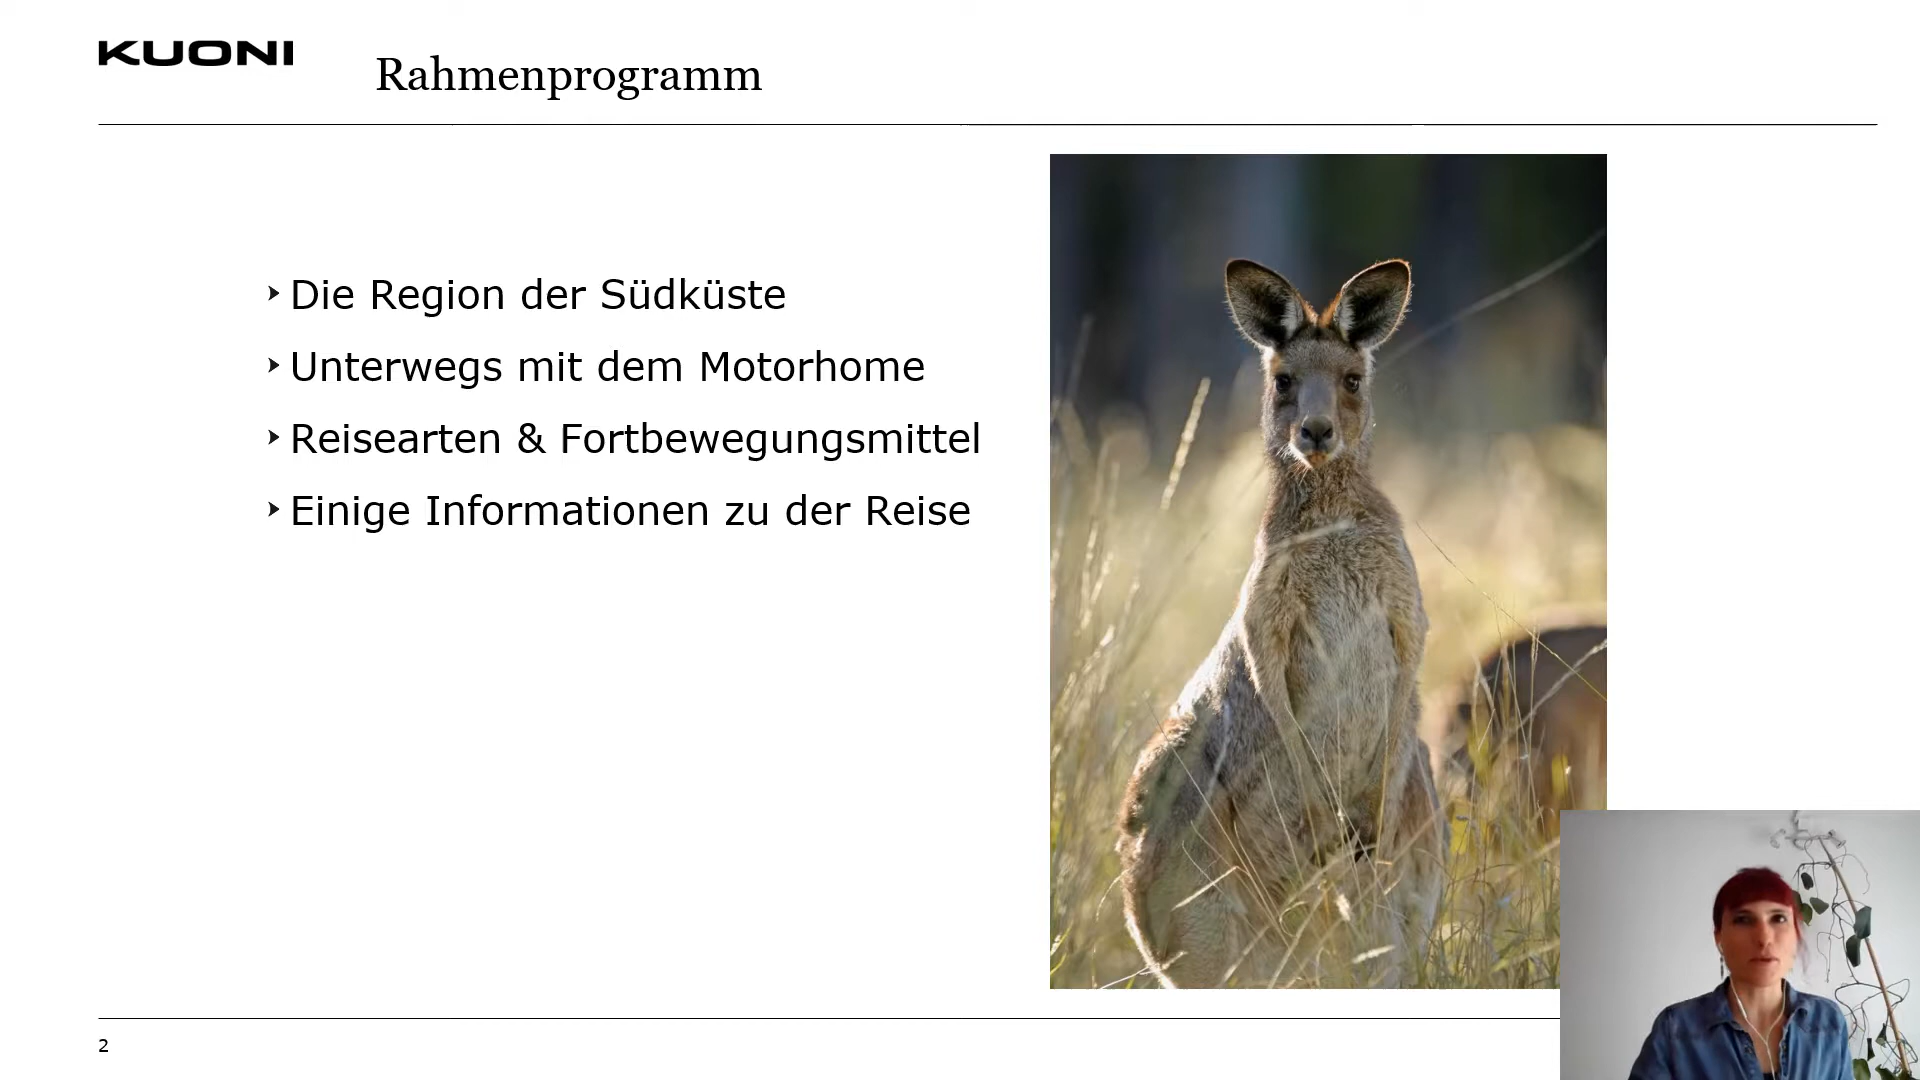 KUONI
Rahmenprogramm
Die Region der Südküste
Unterwegs mit dem Motorhome
Reisearten & Fortbewegungsmittel
Einige Informationen zu der Reise
2